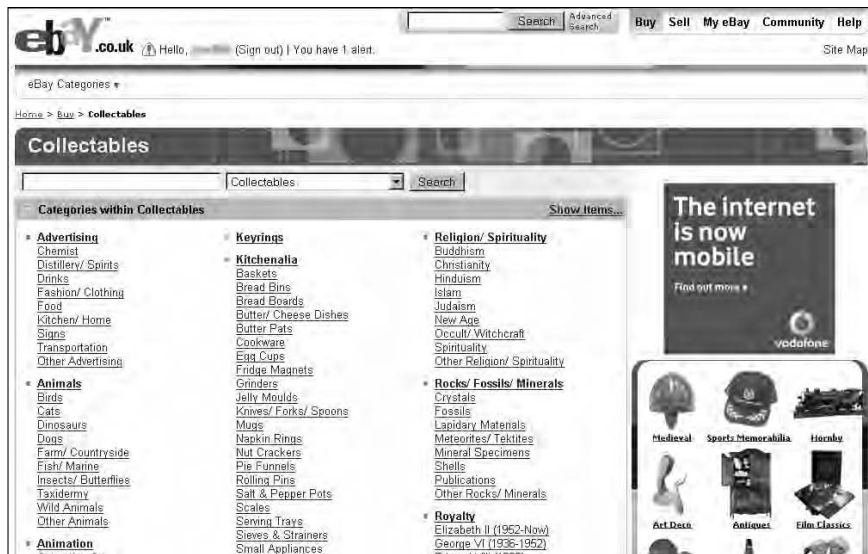 ebay.co.uk
Search
Advanced Search
Buy Sell My eBay Community Help
Hello, (Sign out) | You have 1 alert.
Site Map
eBay Categories
Home > Buy > Collectables
Collectables
Collectables
Search
Categories within Collectables
Show Items...
Advertising
Chemist
Distillery/ Spirits
Drinks
Fashion/ Clothing
Food
Kitchen/ Home
Signs
Transportation
Other Advertising
Animals
Birds
Cats
Dinosaurs
Dogs
Farm/ Countryside
Fish/ Marine
Insects/ Butterflies
Taxidermy
Wild Animals
Other Animals
Animation
Keyrings
Kitchenalia
Baskets
Bread Bins
Bread Boards
Butter/ Cheese Dishes
Butter Pats
Cookware
Egg Cups
Fridge Magnets
Grinders
Jelly Moulds
Knives/ Forks/ Spoons
Mugs
Napkin Rings
Nut Crackers
Pie Funnels
Rolling Pins
Salt & Pepper Pots
Scales
Serving Trays
Sieves & Strainers
Small Appliances
Religion/ Spirituality
Buddhism
Christianity
Hinduism
Islam
Judaism
New Age
Occult/ Witchcraft
Spirituality
Other Religion/ Spirituality
Rocks/ Fossils/ Minerals
Crystals
Fossils
Lapidary Materials
Meteorites/ Tektites
Mineral Specimens
Shells
Publications
Other Rocks/ Minerals
Royalty
Elizabeth II (1952-Now)
George VI (1936-1952)
The internet
is now
mobile
Find out more
vodafone
Medieval
Sports Memorabilia
Hornby
Art Deco
Antiques
Film Classics